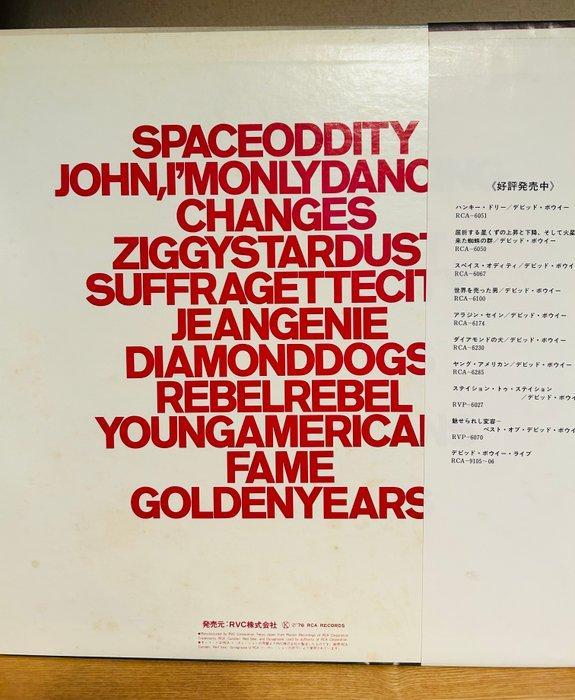 SPACEODDITY
JOHN,I'MONLYDANC
CHANGES
ZIGGYSTARDUST
SUFFRAGETTECIT
JEANGENIE
DIAMONDDOGS
REBELREBEL
YOUNGAMERICAN
FAME
GOLDENYEARS
発売元：RVC株式会社 Ⓚ Ⓟ'76 RCA RECORDS
《好評発売中》
ハンキー・ドリー／デビッド・ボウイー
RCA-6051
屈折する星くずの上昇と下降、そして火星
来た蜘蛛の群／デビッド・ボウイー
RCA-6050
スペイス・オディティ／デビッド・ボウイ
RCA-6067
世界を売った男／デビッド・ボウイー
RCA-6100
アラジン・セイン／デビッド・ボウイー
RCA-6174
ダイアモンドの犬／デビッド・ボウイー
RCA-6230
ヤング・アメリカン／デビッド・ボウイー
RCA-6285
ステイション・トゥ・ステイション
／デビッド・ボウイ
RVP-6027
魅せられし変容－
ベスト・オブ・デビッド・ボウイ
RVP-6070
デビッド・ボウイー・ライブ
RCA-9105~06